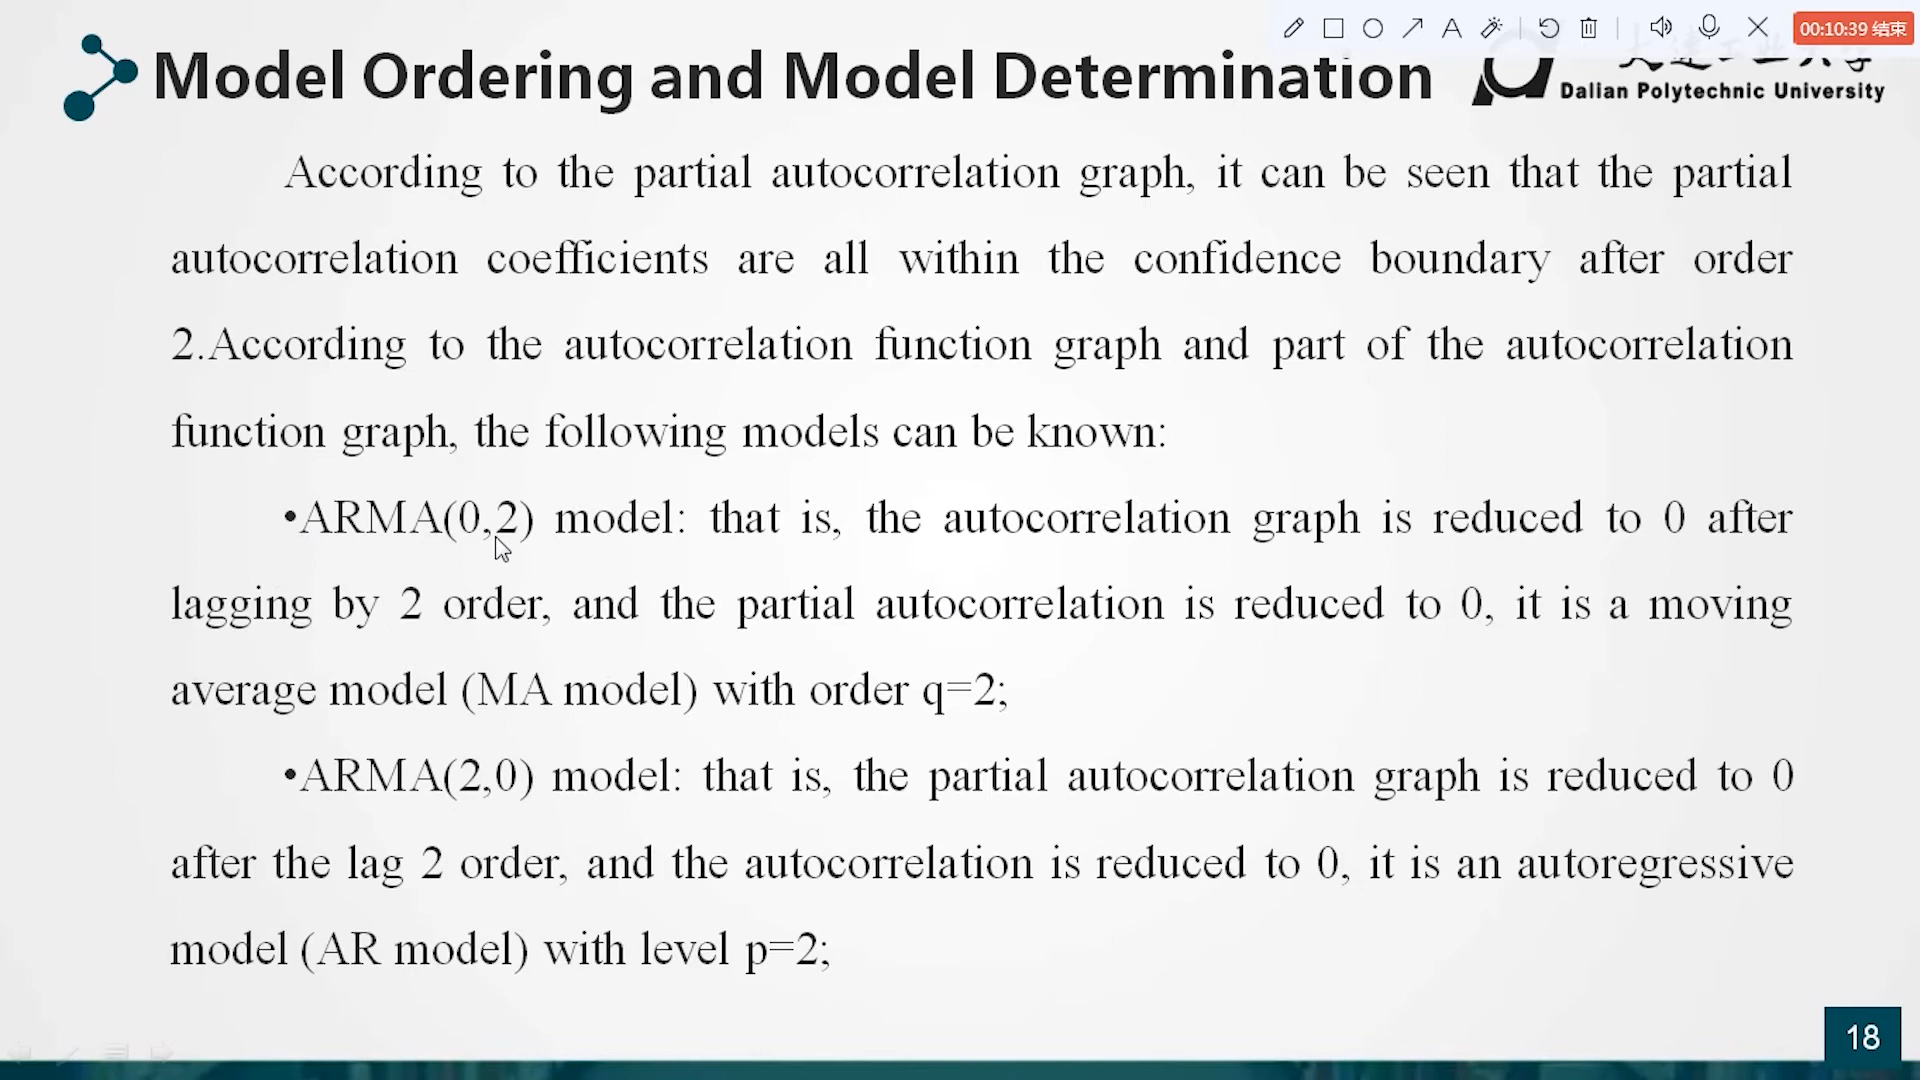 00:10:39 结束
Model Ordering and Model Determination
Dalian Polytechnic University
According to the partial autocorrelation graph, it can be seen that the partial
autocorrelation coefficients are all within the confidence boundary after order
2.According to the autocorrelation function graph and part of the autocorrelation
function graph, the following models can be known:
•ARMA(0,2) model: that is, the autocorrelation graph is reduced to 0 after
lagging by 2 order, and the partial autocorrelation is reduced to 0, it is a moving
average model (MA model) with order q=2;
•ARMA(2,0) model: that is, the partial autocorrelation graph is reduced to 0
after the lag 2 order, and the autocorrelation is reduced to 0, it is an autoregressive
model (AR model) with level p=2;
18